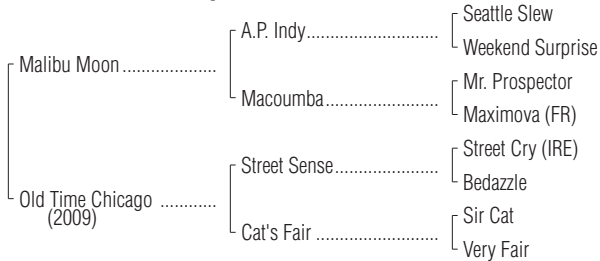 Seattle Slew
A.P. Indy
Weekend Surprise
Malibu Moon
Mr. Prospector
Macoumba
Maximova (FR)
Street Cry (IRE)
Street Sense
Bedazzle
Old Time Chicago
(2009)
Sir Cat
Cat's Fair
Very Fair